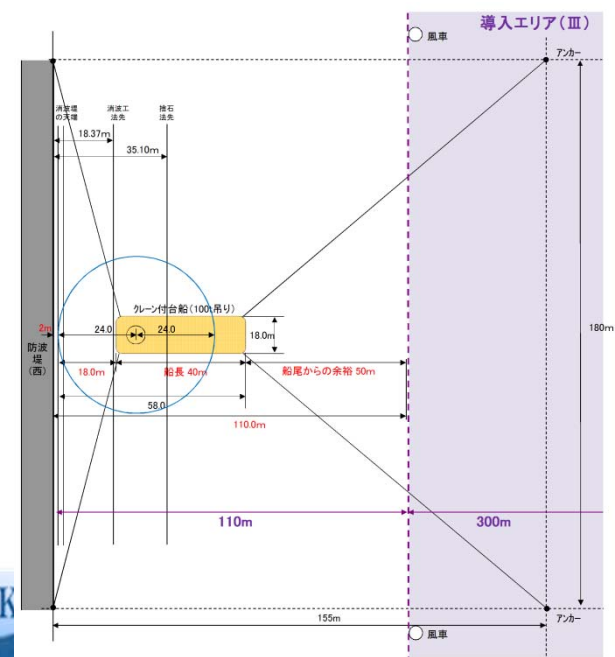 導入エリア(Ⅲ)
風車
アンカー
消波堤
の天端
消波工
法先
捨石
法先
18.37m
35.10m
クレーン付台船(100t吊り)
2m
24.0
24.0
18.0m
180m
防波
堤
(西)
18.0m
船長 40m
船尾からの余裕 50m
58.0
110.0m
110m
300m
K
155m
アンカー
風車